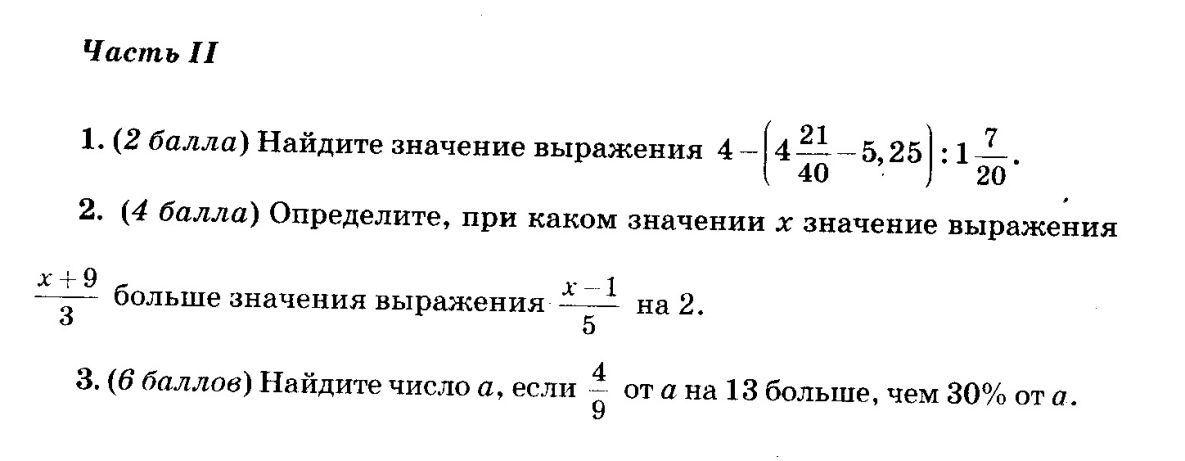 Часть II
1. (2 балла) Найдите значение выражения 4 − (4 21/40 − 5,25) : 1 7/20.
2. (4 балла) Определите, при каком значении x значение выражения
x + 9/3 больше значения выражения x − 1/5 на 2.
3. (6 баллов) Найдите число a, если 4/9 от a на 13 больше, чем 30% от a.